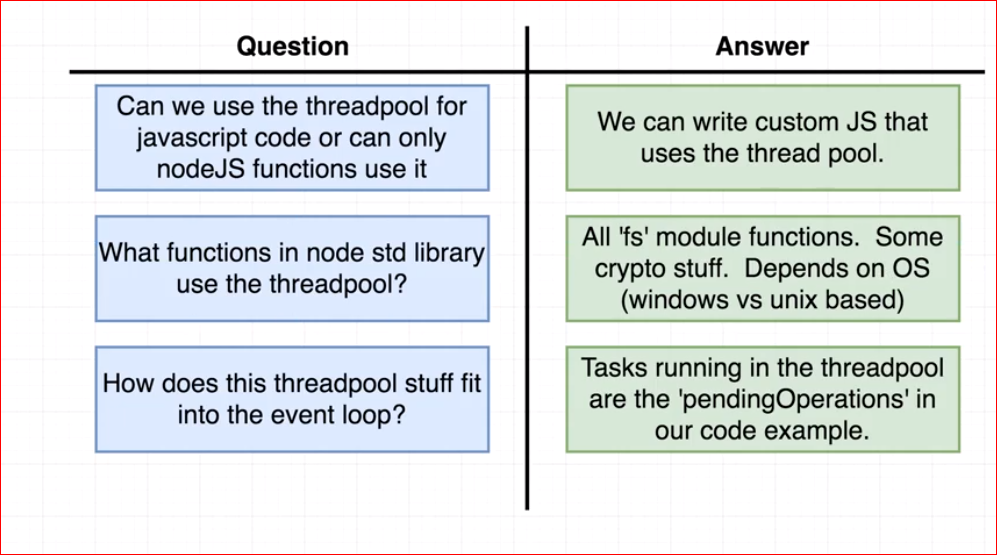 Question
Answer
Can we use the threadpool for
javascript code or can only
nodeJS functions use it
We can write custom JS that
uses the thread pool.
What functions in node std library
use the threadpool?
All 'fs' module functions.  Some
crypto stuff.  Depends on OS
(windows vs unix based)
How does this threadpool stuff fit
into the event loop?
Tasks running in the threadpool
are the 'pendingOperations' in
our code example.